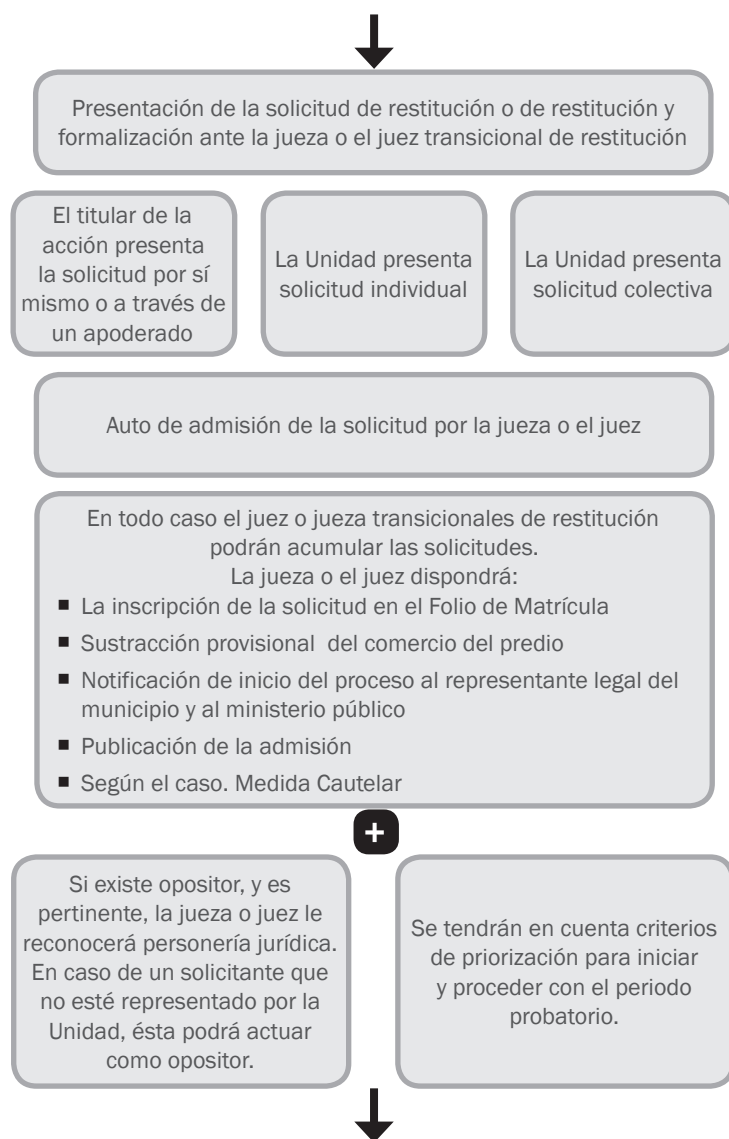 Presentación de la solicitud de restitución o de restitución y
formalización ante la jueza o el juez transicional de restitución
El titular de la
acción presenta
la solicitud por sí
mismo o a través de
un apoderado
La Unidad presenta
solicitud individual
La Unidad presenta
solicitud colectiva
Auto de admisión de la solicitud por la jueza o el juez
En todo caso el juez o jueza transicionales de restitución
podrán acumular las solicitudes.
La jueza o el juez dispondrá:
▪ La inscripción de la solicitud en el Folio de Matrícula
▪ Sustracción provisional del comercio del predio
▪ Notificación de inicio del proceso al representante legal del
municipio y al ministerio público
▪ Publicación de la admisión
▪ Según el caso. Medida Cautelar
+
Si existe opositor, y es
pertinente, la jueza o juez le
reconocerá personería jurídica.
En caso de un solicitante que
no esté representado por la
Unidad, ésta podrá actuar
como opositor.
Se tendrán en cuenta criterios
de priorización para iniciar
y proceder con el periodo
probatorio.